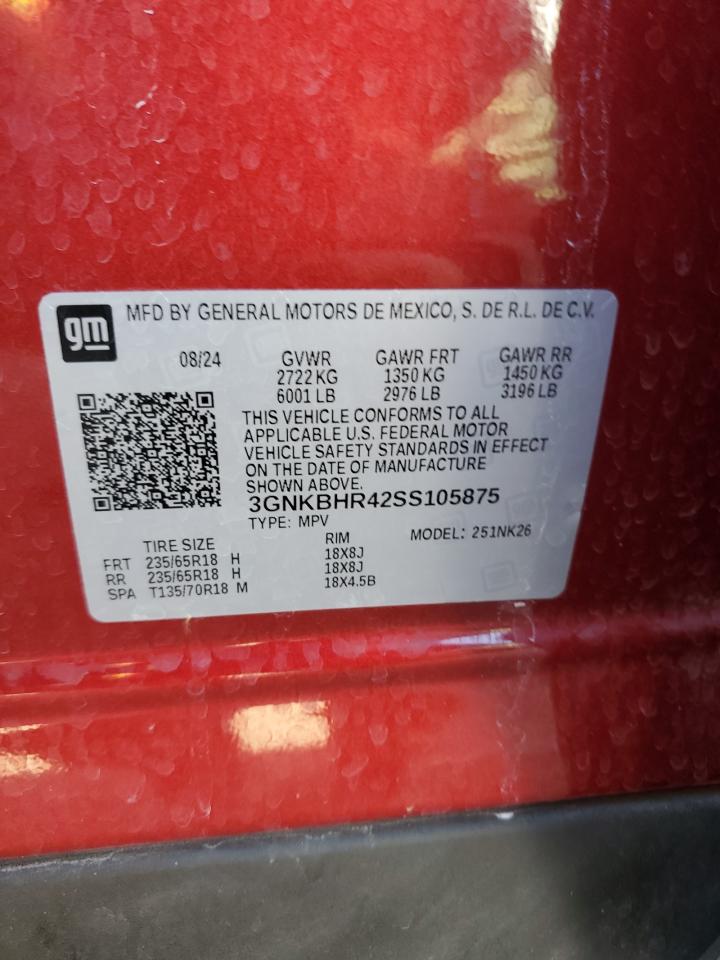 gm
MFD BY GENERAL MOTORS DE MEXICO, S. DE R.L. DE C.V.
08/24 GVWR GAWR FRT GAWR RR
2722 KG 1350 KG 1450 KG
6001 LB 2976 LB 3196 LB
THIS VEHICLE CONFORMS TO ALL
APPLICABLE U.S. FEDERAL MOTOR
VEHICLE SAFETY STANDARDS IN EFFECT
ON THE DATE OF MANUFACTURE
SHOWN ABOVE.
3GNKBHR42SS105875
TYPE: MPV MODEL: 251NK26
TIRE SIZE RIM
FRT 235/65R18 H 18X8J
RR 235/65R18 H 18X8J
SPA T135/70R18 M 18X4.5B